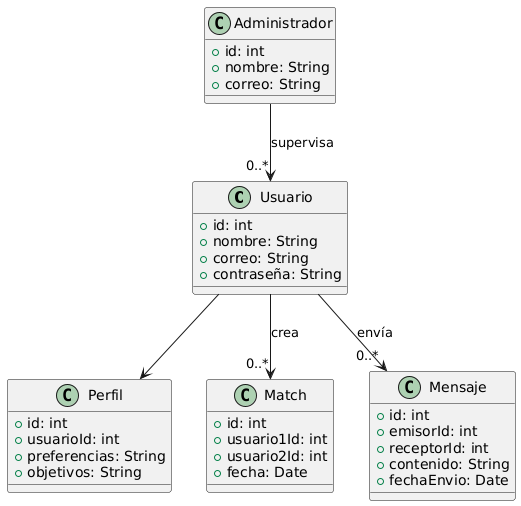 C Administrador
id: int
nombre: String
correo: String
supervisa
0..*
C Usuario
id: int
nombre: String
correo: String
contraseña: String
crea
envía
0..*
0..*
C Perfil
id: int
usuarioId: int
preferencias: String
objetivos: String
C Match
id: int
usuario1Id: int
usuario2Id: int
fecha: Date
C Mensaje
id: int
emisorId: int
receptorId: int
contenido: String
fechaEnvio: Date